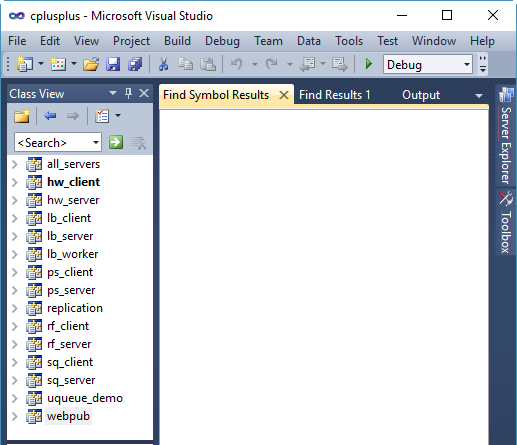 cplusplus - Microsoft Visual Studio
File Edit View Project Build Debug Team Data Tools Test Window Help
Debug
Class View
Find Symbol Results
Find Results 1
Output
<Search>
all_servers
hw_client
hw_server
lb_client
lb_server
lb_worker
ps_client
ps_server
replication
rf_client
rf_server
sq_client
sq_server
uqueue_demo
webpub
Server Explorer
Toolbox